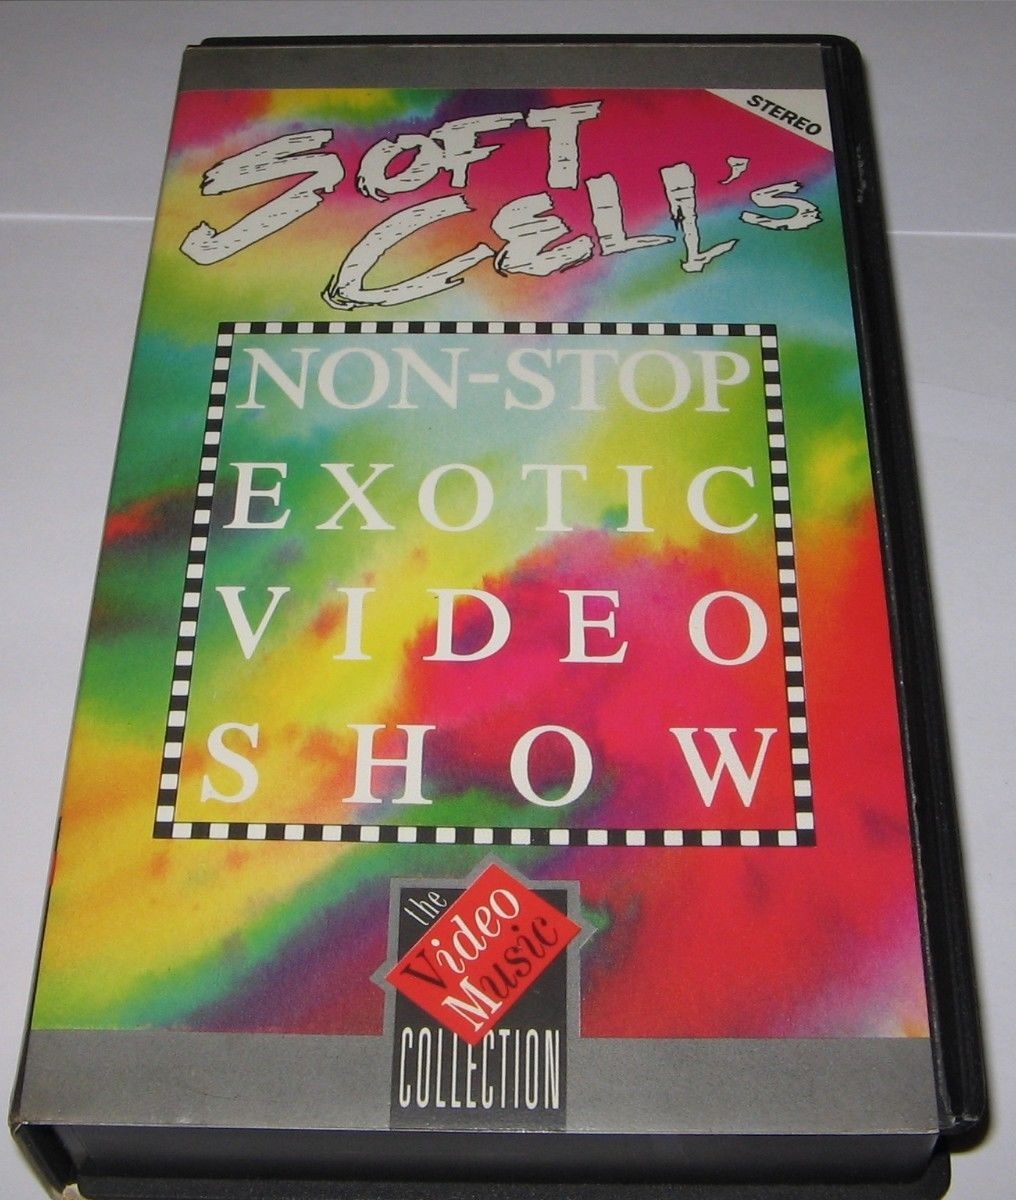 STEREO
SOFT
CELL's
NON-STOP
EXOTIC
VIDEO
SHOW
the
Video
Music
COLLECTION